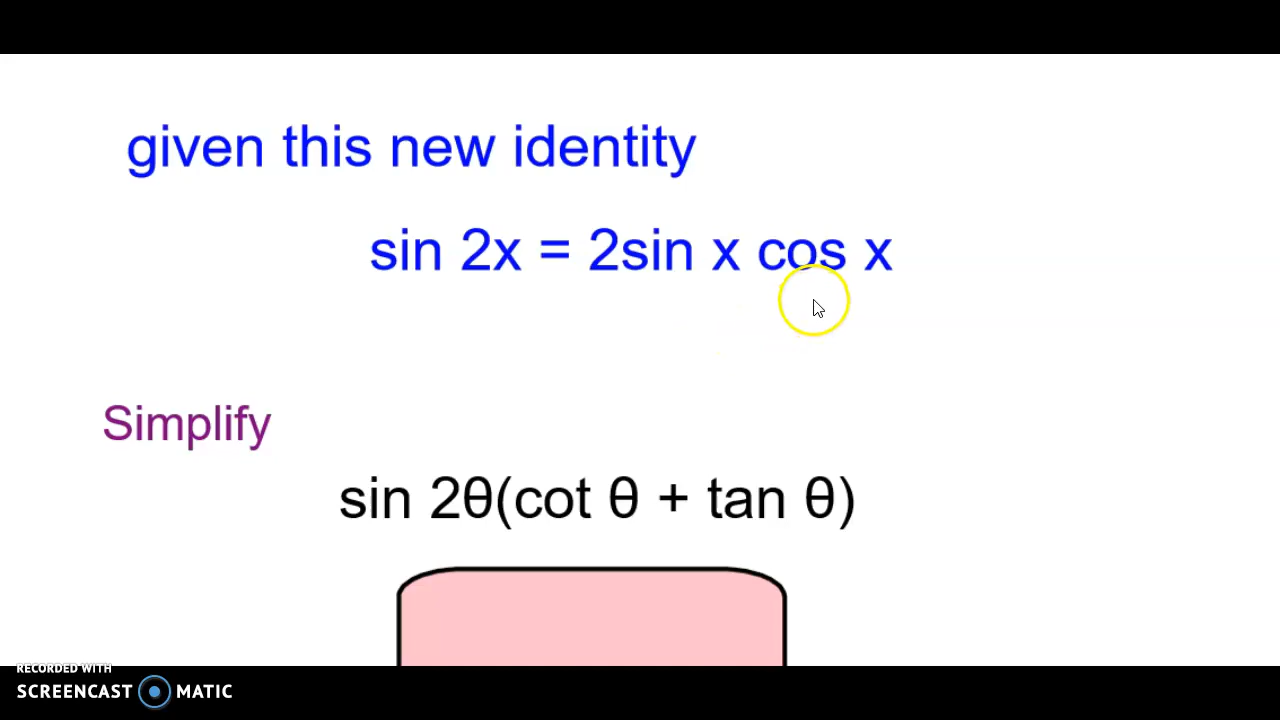 given this new identity
sin 2x = 2sin x cos x
Simplify
sin 2θ(cot θ + tan θ)
RECORDED WITH
SCREENCAST MATIC